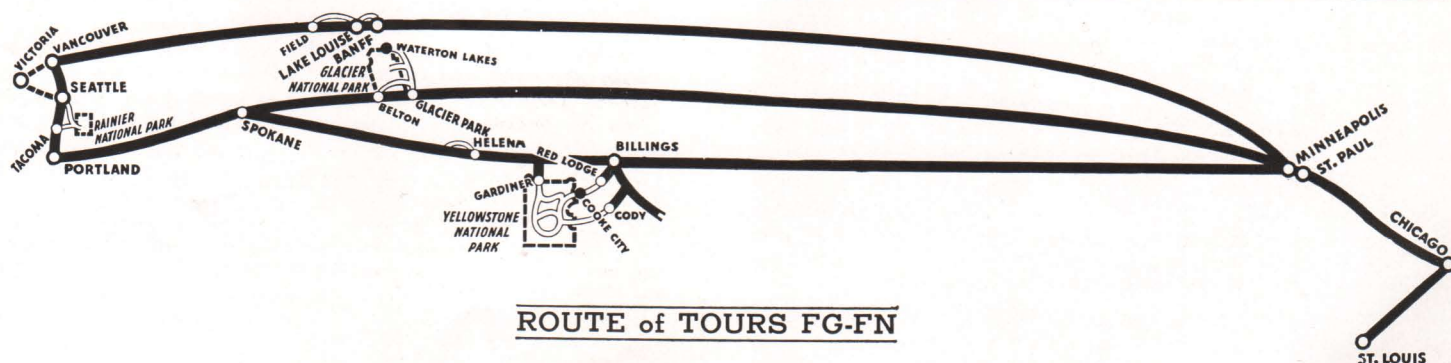 VICTORIA
VANCOUVER
SEATTLE
RAINIER
NATIONAL PARK
TACOMA
PORTLAND
SPOKANE
FIELD
LAKE LOUISE
BANFF
WATERTON LAKES
GLACIER
NATIONAL PARK
BELTON
GLACIER PARK
HELENA
RED LODGE
BILLINGS
GARDINER
COOKE CITY
CODY
YELLOWSTONE
NATIONAL
PARK
MINNEAPOLIS
ST. PAUL
CHICAGO
ST. LOUIS
ROUTE of TOURS FG-FN